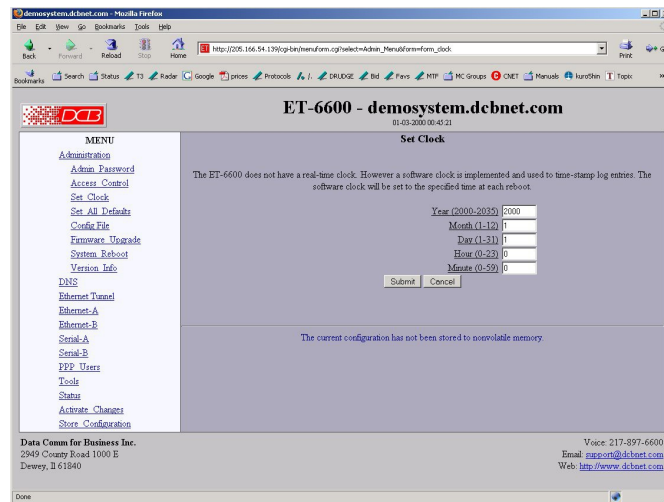 demosystem.dcbnet.com - Mozilla Firefox
File Edit View Go Bookmarks Tools Help
Back Forward Reload Stop Home http://205.166.54.139/cgi-bin/menuform.cgi?select=Admin_Menu&form=form_clock Print
Bookmarks Search Status T3 Radar Google prices Protocols /. DRUDGE Bid Favs MTP MC Groups CNET Manuals kuro5hin Topix
DCB
ET-6600 - demosystem.dcbnet.com
01-03-2000 00:45:21
MENU
Administration
Admin Password
Access Control
Set Clock
Set All Defaults
Config File
Firmware Upgrade
System Reboot
Version Info
DNS
Ethernet Tunnel
Ethernet-A
Ethernet-B
Serial-A
Serial-B
PPP Users
Tools
Status
Activate Changes
Store Configuration
Set Clock
The ET-6600 does not have a real-time clock. However a software clock is implemented and used to time-stamp log entries. The
software clock will be set to the specified time at each reboot.
Year (2000-2035) 2000
Month (1-12) 1
Day (1-31) 1
Hour (0-23) 0
Minute (0-59) 0
Submit Cancel
The current configuration has not been stored to nonvolatile memory.
Data Comm for Business Inc.
2949 County Road 1000 E
Dewey, Il 61840
Voice: 217-897-6600
Email: support@dcbnet.com
Web: http://www.dcbnet.com
Done